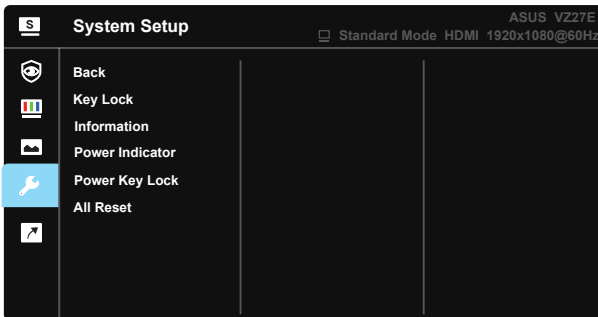 S
System Setup
ASUS VZ27E
Standard Mode HDMI 1920x1080@60Hz
Back
Key Lock
Information
Power Indicator
Power Key Lock
All Reset